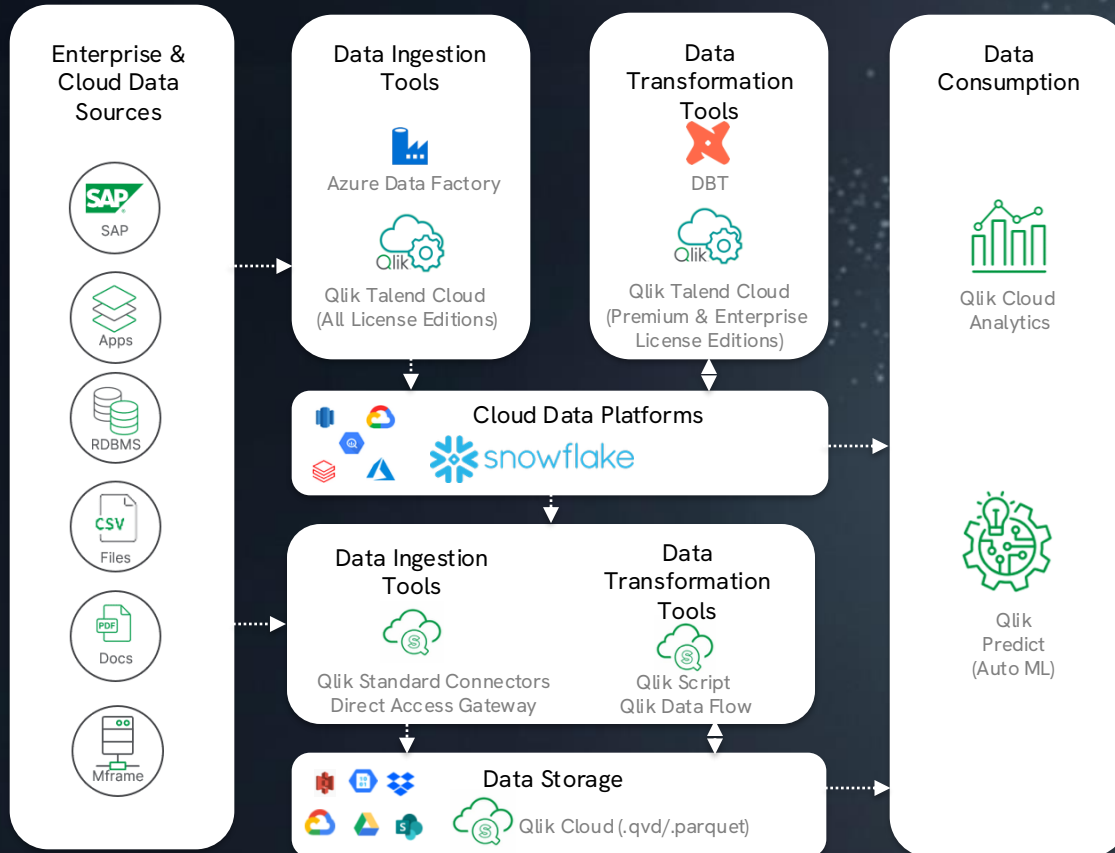 Enterprise &
Cloud Data
Sources
SAP
SAP
Apps
RDBMS
CSV
Files
PDF
Docs
Mframe
Data Ingestion
Tools
Azure Data Factory
Qlik
Qlik Talend Cloud
(All License Editions)
Data
Transformation
Tools
DBT
Qlik
Qlik Talend Cloud
(Premium & Enterprise
License Editions)
Cloud Data Platforms
snowflake
Data Ingestion
Tools
S
Qlik Standard Connectors
Direct Access Gateway
Data
Transformation
Tools
S
Qlik Script
Qlik Data Flow
Data Storage
S
S
Qlik Cloud (.qvd/.parquet)
Data
Consumption
Qlik Cloud
Analytics
Qlik
Predict
(Auto ML)